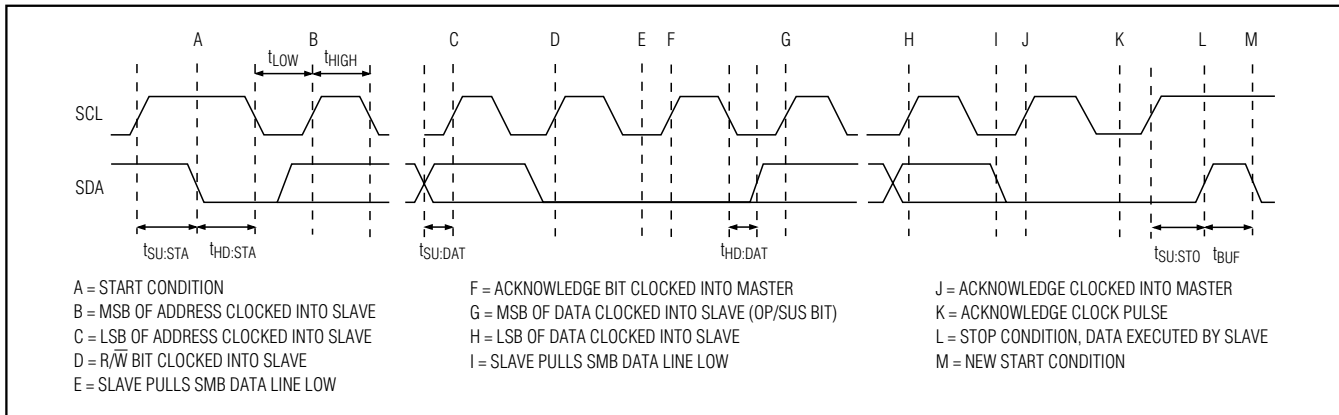 A B C D E F G H I J K L M
tLOW tHIGH
SCL
SDA
tSU:STA tHD:STA tSU:DAT tHD:DAT tSU:STO tBUF
A = START CONDITION
B = MSB OF ADDRESS CLOCKED INTO SLAVE
C = LSB OF ADDRESS CLOCKED INTO SLAVE
D = R/W̅ BIT CLOCKED INTO SLAVE
E = SLAVE PULLS SMB DATA LINE LOW
F = ACKNOWLEDGE BIT CLOCKED INTO MASTER
G = MSB OF DATA CLOCKED INTO SLAVE (OP/SUS BIT)
H = LSB OF DATA CLOCKED INTO SLAVE
I = SLAVE PULLS SMB DATA LINE LOW
J = ACKNOWLEDGE CLOCKED INTO MASTER
K = ACKNOWLEDGE CLOCK PULSE
L = STOP CONDITION, DATA EXECUTED BY SLAVE
M = NEW START CONDITION